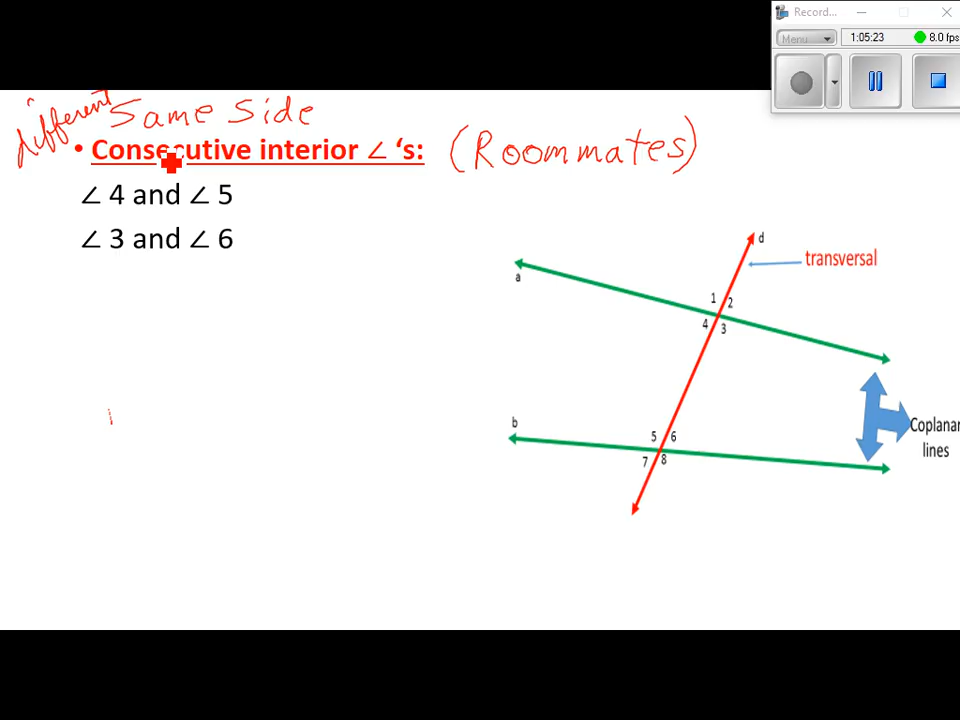 Record...
Menu
1:05:23
8.0 fps
different Same Side
• Consecutive interior ∠ ‘s: (Roommates)
∠ 4 and ∠ 5
∠ 3 and ∠ 6
d
transversal
a
1 2
4 3
b
5 6
7 8
Coplanar
lines